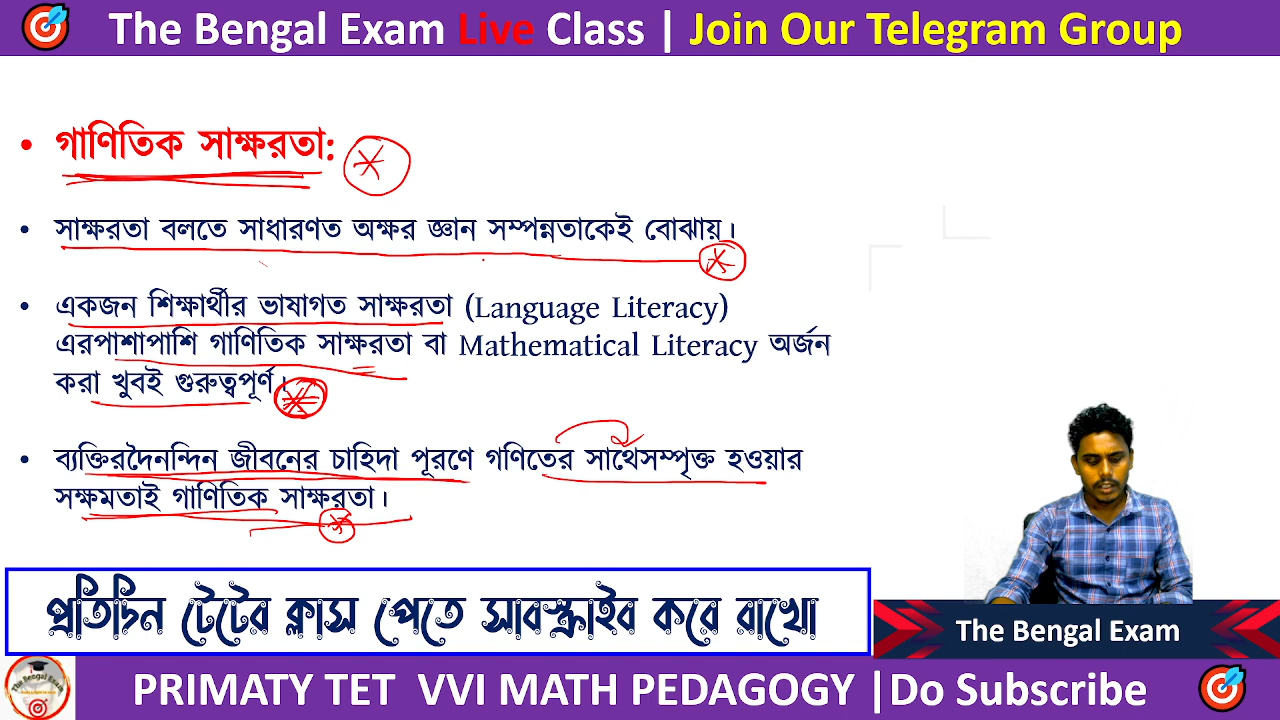 The Bengal Exam Live Class | Join Our Telegram Group
• গাণিতিক সাক্ষরতা:
• সাক্ষরতা বলতে সাধারণত অক্ষর জ্ঞান সম্পন্নতাকেই বোঝায়।
• একজন শিক্ষার্থীর ভাষাগত সাক্ষরতা (Language Literacy)
এরপাশাপাশি গাণিতিক সাক্ষরতা বা Mathematical Literacy অর্জন
করা খুবই গুরুত্বপূর্ণ।
• ব্যক্তিরদৈনন্দিন জীবনের চাহিদা পূরণে গণিতের সাথেসম্পৃক্ত হওয়ার
সক্ষমতাই গাণিতিক সাক্ষরতা।
প্রতিদিন টেটের ক্লাস পেতে সাবস্ক্রাইব করে রাখো
The Bengal Exam
PRIMATY TET VVI MATH PEDAGOGY |Do Subscribe